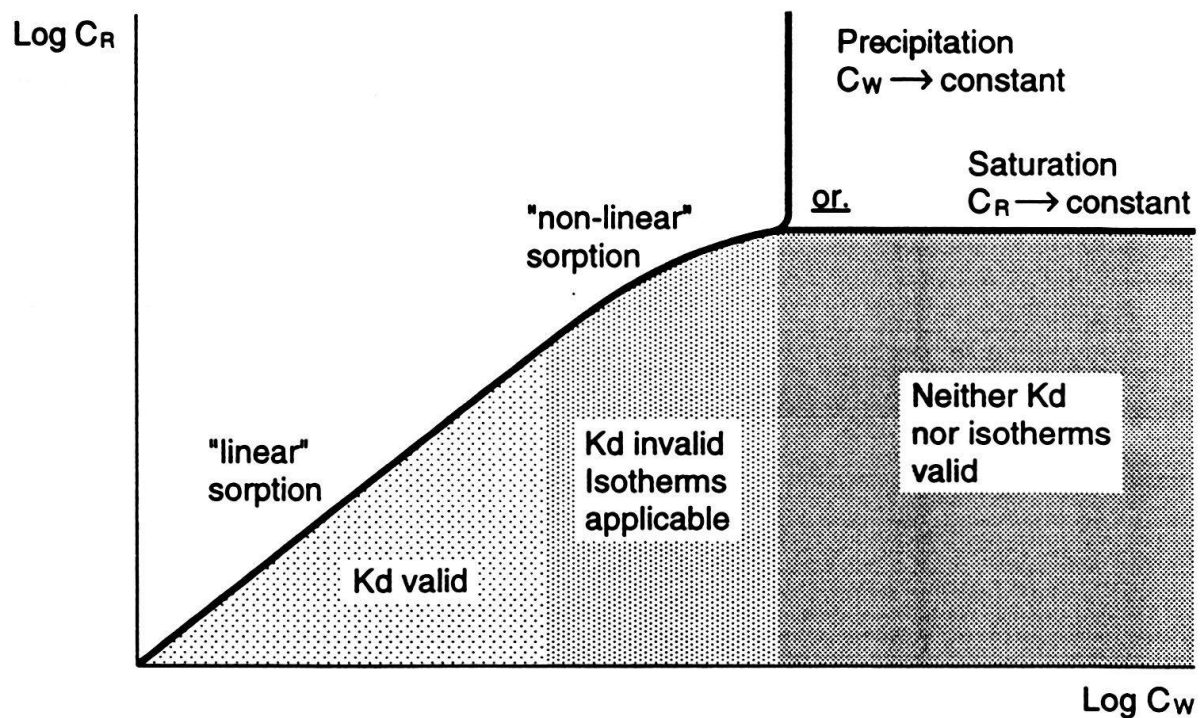 Log CR
Precipitation
CW → constant
Saturation
CR → constant
or.
"non-linear"
sorption
"linear"
sorption
Kd valid
Kd invalid
Isotherms
applicable
Neither Kd
nor isotherms
valid
Log CW